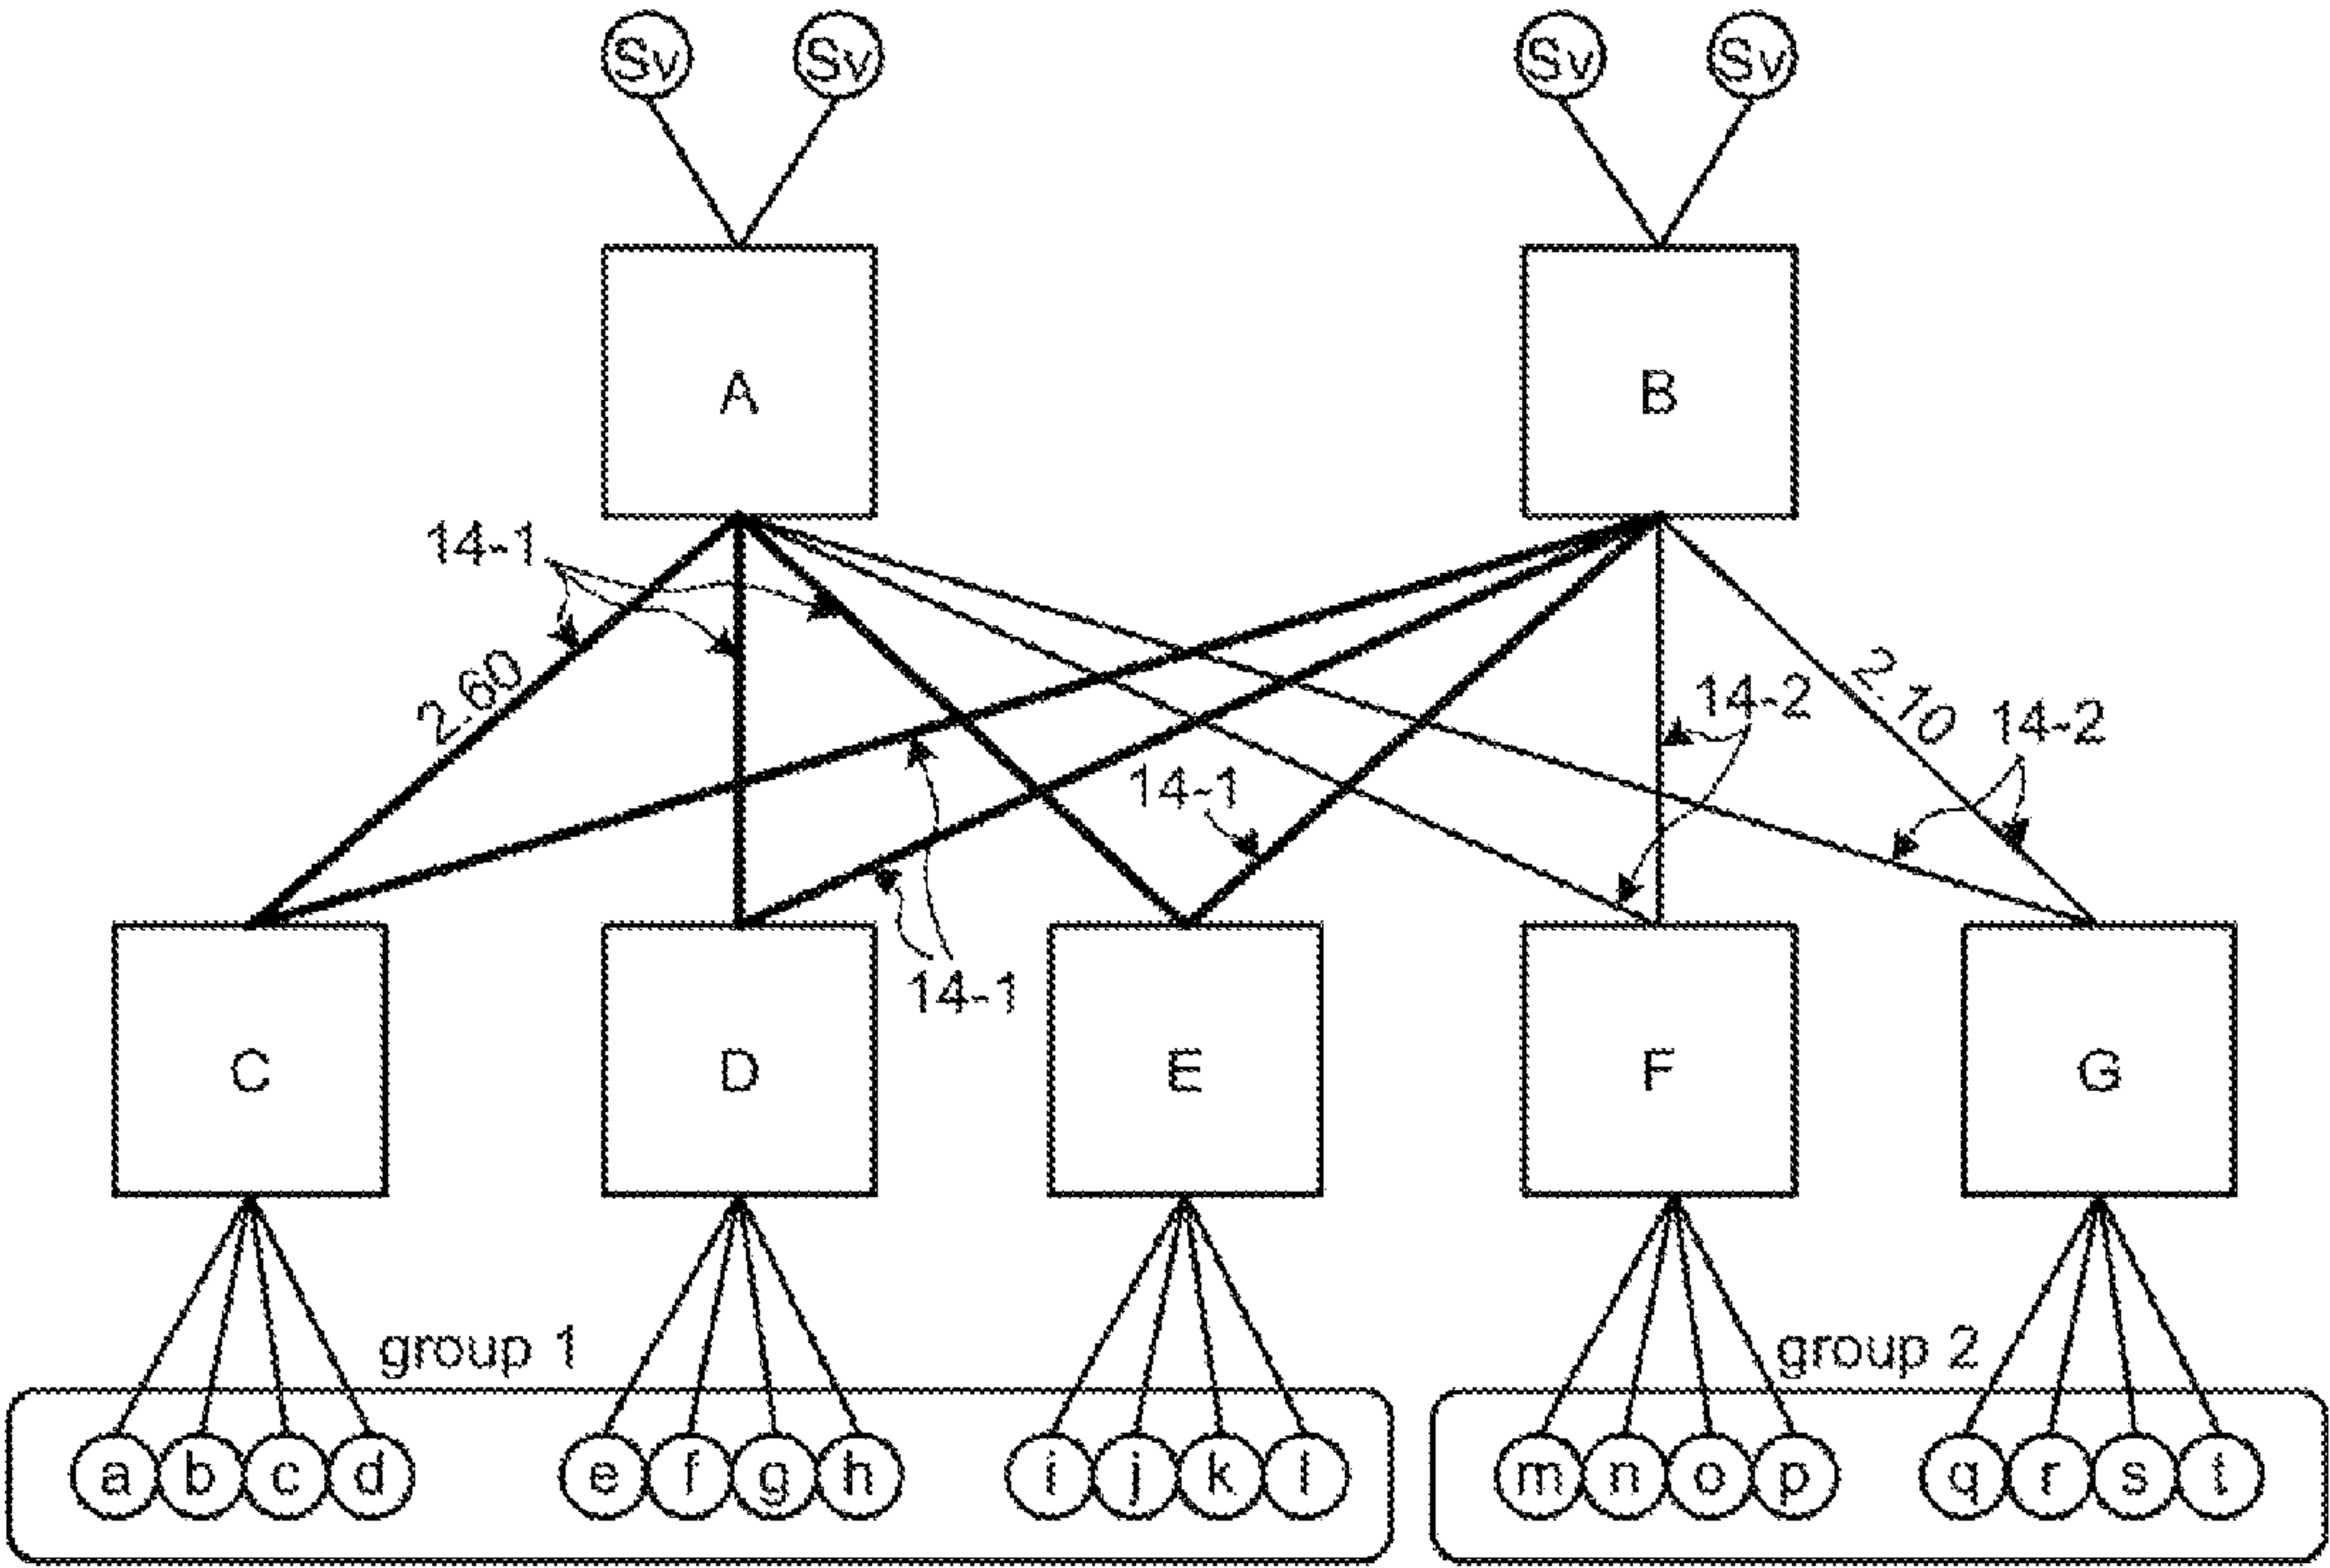 Sv Sv Sv Sv
A B
14-1
2.60
14-2
2.10
14-2
14-1
14-1
C D E F G
group 1
group 2
a b c d e f g h i j k l m n o p q r s t